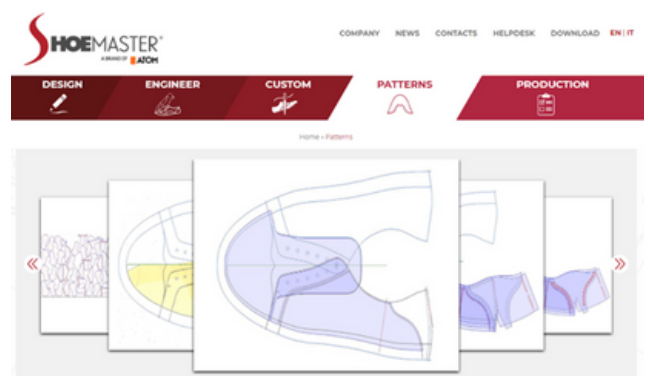 SHOEMASTER®
A BRAND OF ATOM
COMPANY NEWS CONTACTS HELPDESK DOWNLOAD EN | IT
DESIGN ENGINEER CUSTOM PATTERNS PRODUCTION
Home » Patterns
« »